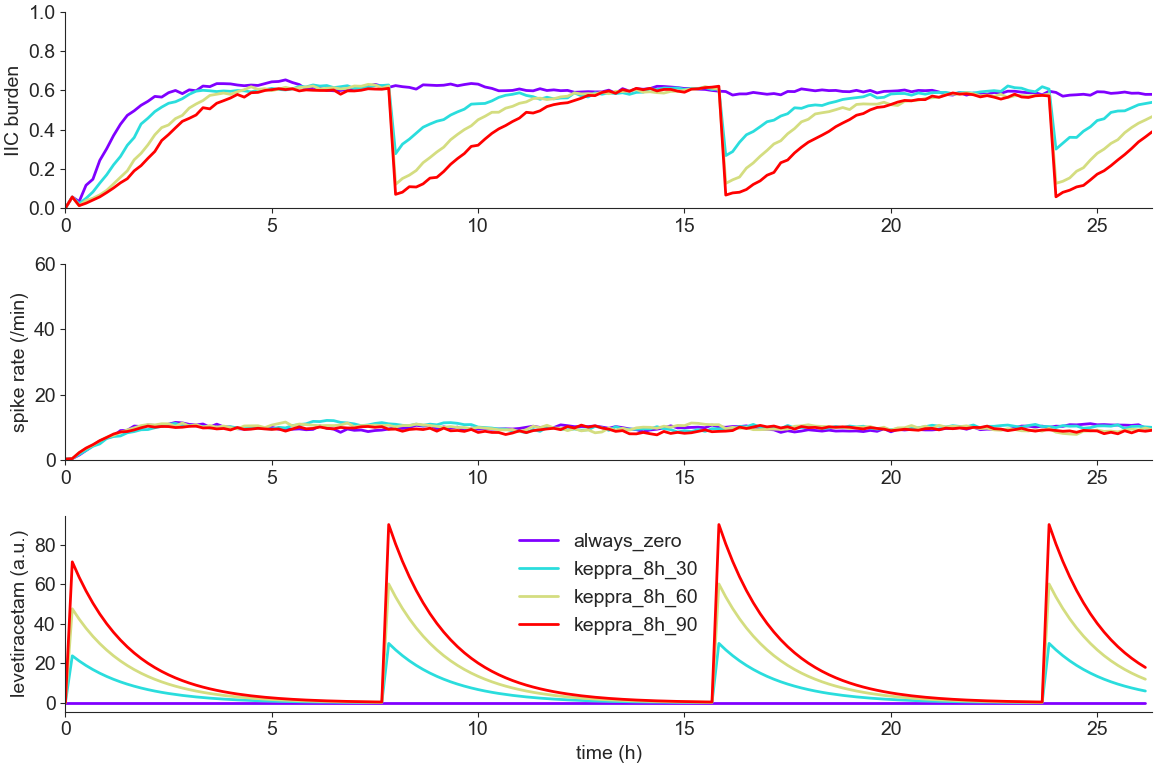 IIC burden
1.0
0.8
0.6
0.4
0.2
0.0
0 5 10 15 20 25
spike rate (/min)
60
40
20
0
0 5 10 15 20 25
levetiracetam (a.u.)
80
60
40
20
0
always_zero
keppra_8h_30
keppra_8h_60
keppra_8h_90
0 5 10 15 20 25
time (h)